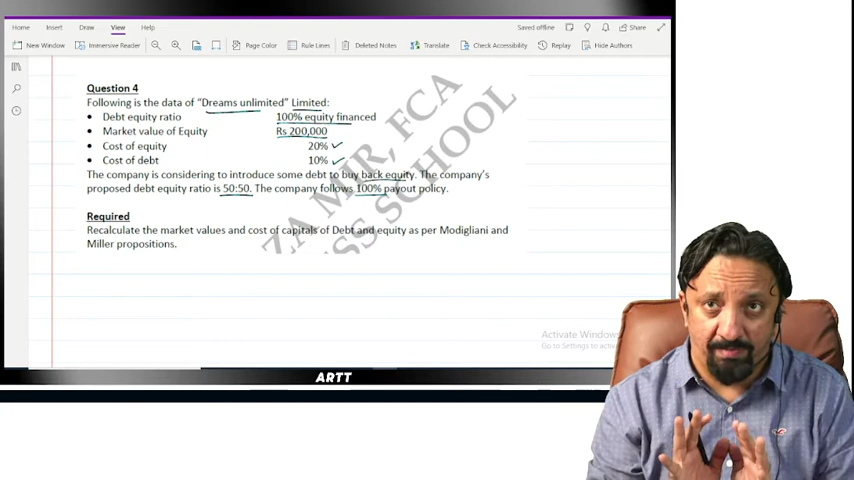 Home Insert Draw View Help Saved offline Share
New Window Immersive Reader Page Color Rule Lines Deleted Notes Translate Check Accessibility Replay Hide Authors
Question 4
Following is the data of “Dreams unlimited” Limited:
• Debt equity ratio 100% equity financed
• Market value of Equity Rs 200,000
• Cost of equity 20%
• Cost of debt 10%
The company is considering to introduce some debt to buy back equity. The company's
proposed debt equity ratio is 50:50. The company follows 100% payout policy.
Required
Recalculate the market values and cost of capitals of Debt and equity as per Modigliani and
Miller propositions.
ZA MIR, FCA
ESS SCHOOL
Activate Windows
Go to Settings to
ARTT